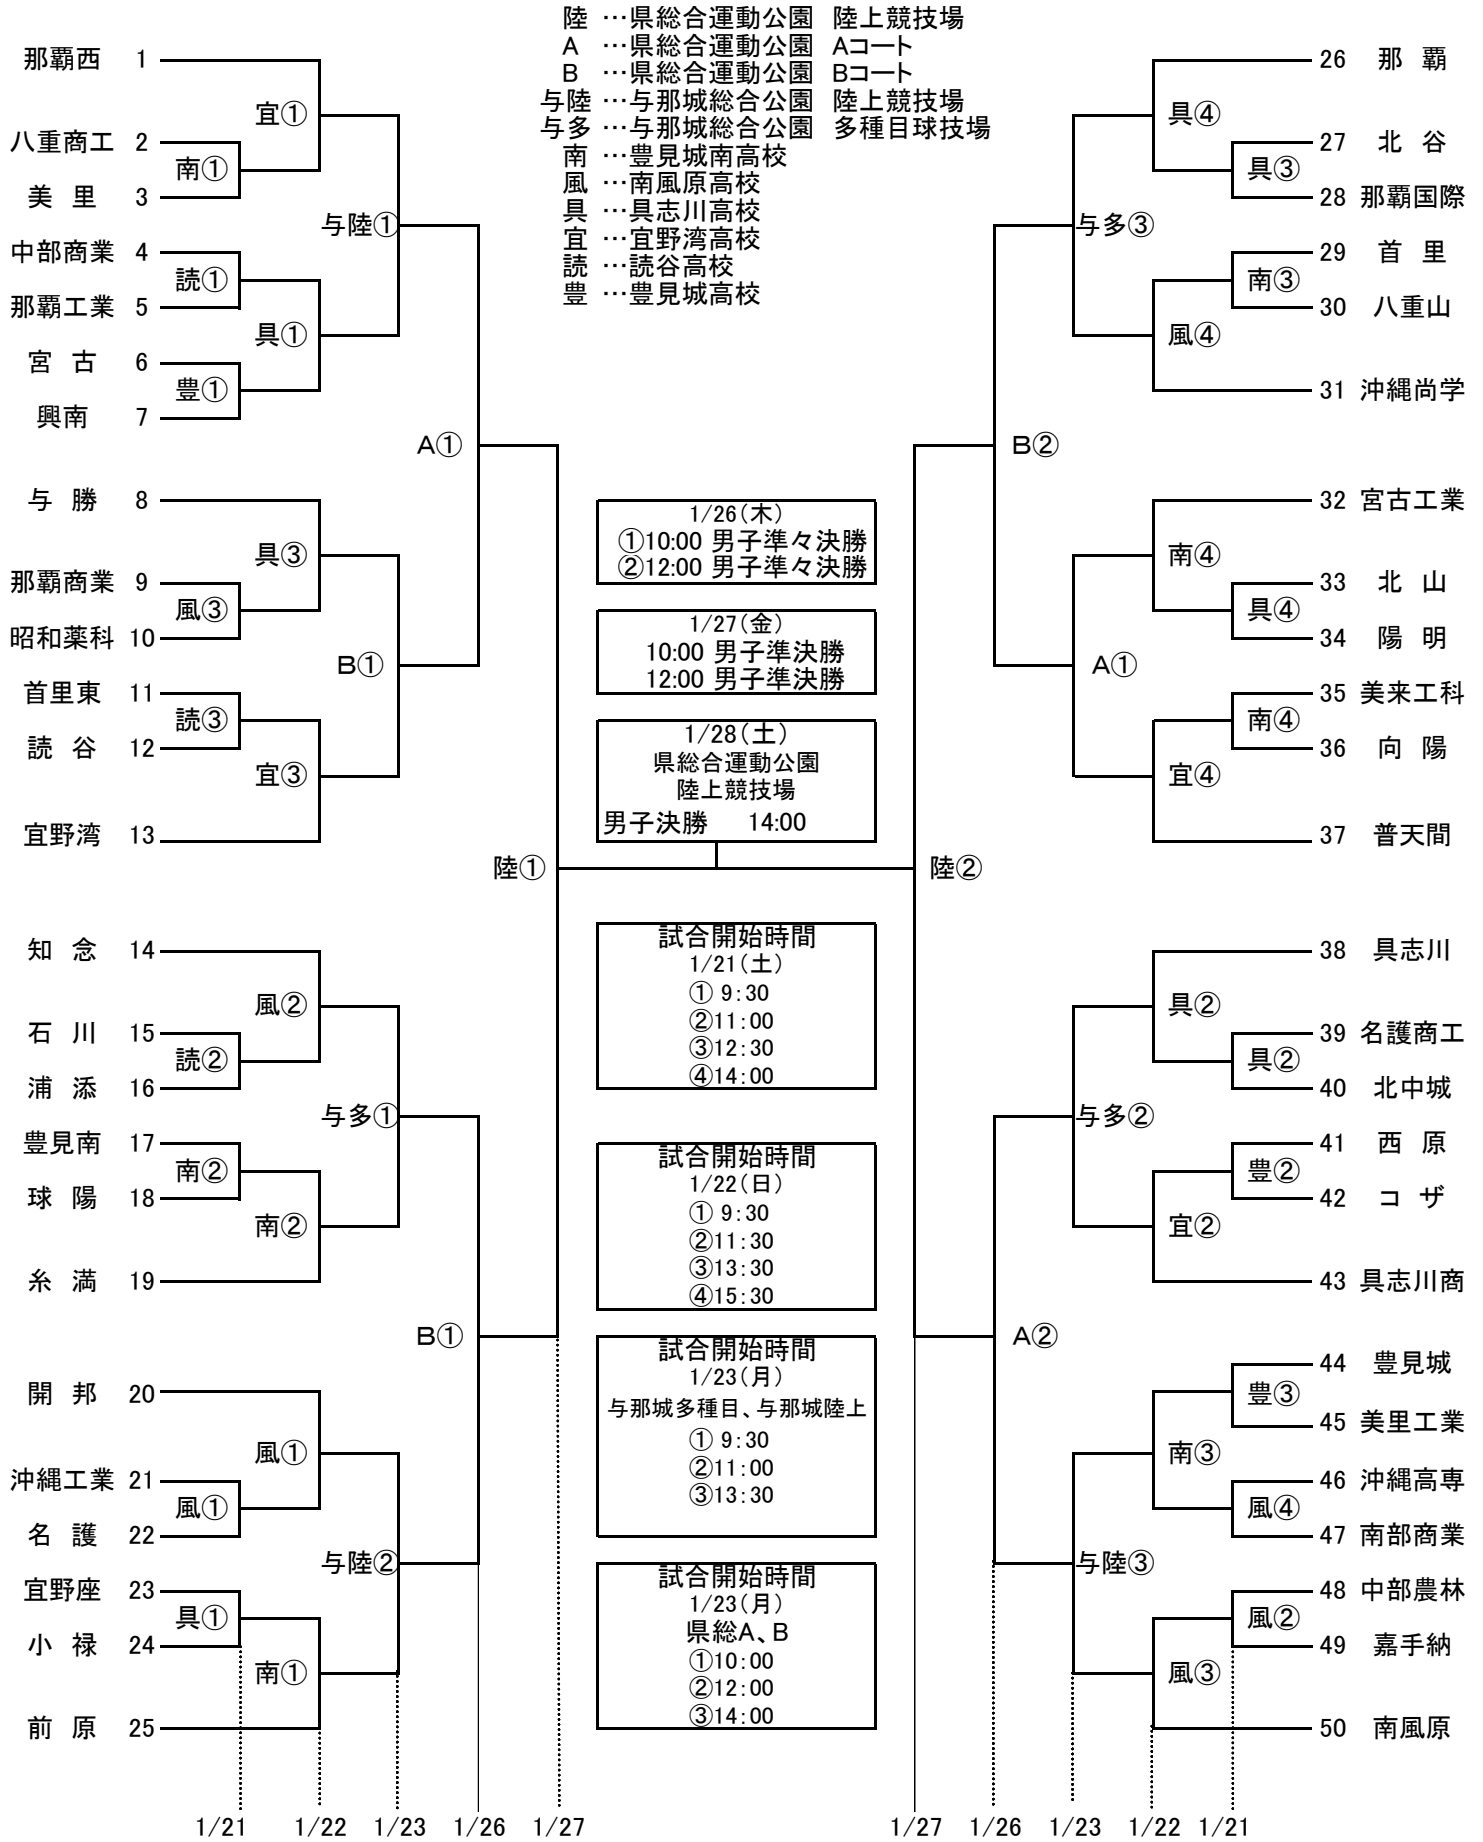 陸 …県総合運動公園 陸上競技場
A …県総合運動公園 Aコート
B …県総合運動公園 Bコート
与陸 …与那城総合公園 陸上競技場
与多 …与那城総合公園 多種目球技場
南 …豊見城南高校
風 …南風原高校
具 …具志川高校
宜 …宜野湾高校
読 …読谷高校
豊 …豊見城高校
那覇西 1
八重商工 2
美 里 3
中部商業 4
那覇工業 5
宮 古 6
興南 7
与 勝 8
那覇商業 9
昭和薬科 10
首里東 11
読 谷 12
宜野湾 13
知 念 14
石 川 15
浦 添 16
豊見南 17
球 陽 18
糸 満 19
開 邦 20
沖縄工業 21
名 護 22
宜野座 23
小 禄 24
前 原 25
南①
読①
豊①
風③
読③
読②
南②
風①
具①
宜①
具①
具③
宜③
風②
南②
風①
南①
与陸①
B①
与多①
与陸②
A①
B①
陸①
1/26(木)
①10:00 男子準々決勝
②12:00 男子準々決勝
1/27(金)
10:00 男子準決勝
12:00 男子準決勝
1/28(土)
県総合運動公園
陸上競技場
男子決勝 14:00
試合開始時間
1/21(土)
① 9:30
②11:00
③12:30
④14:00
試合開始時間
1/22(日)
① 9:30
②11:30
③13:30
④15:30
試合開始時間
1/23(月)
与那城多種目、与那城陸上
① 9:30
②11:00
③13:30
試合開始時間
1/23(月)
県総A、B
①10:00
②12:00
③14:00
陸②
B②
A②
与多③
A①
与多②
与陸③
具④
風④
南④
宜④
具②
宜②
南③
風③
具③
南③
具④
南④
具②
豊②
豊③
風④
風②
26 那 覇
27 北 谷
28 那覇国際
29 首 里
30 八重山
31 沖縄尚学
32 宮古工業
33 北 山
34 陽 明
35 美来工科
36 向 陽
37 普天間
38 具志川
39 名護商工
40 北中城
41 西 原
42 コ ザ
43 具志川商
44 豊見城
45 美里工業
46 沖縄高専
47 南部商業
48 中部農林
49 嘉手納
50 南風原
1/21 1/22 1/23 1/26 1/27 1/27 1/26 1/23 1/22 1/21